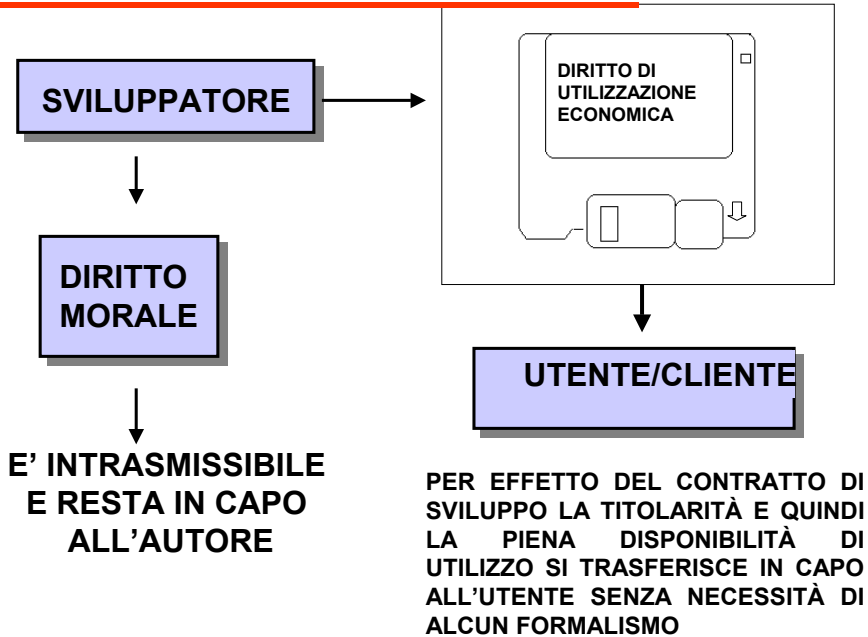 SVILUPPATORE
DIRITTO DI
UTILIZZAZIONE
ECONOMICA
DIRITTO
MORALE
UTENTE/CLIENTE
E’ INTRASMISSIBILE
E RESTA IN CAPO
ALL’AUTORE
PER EFFETTO DEL CONTRATTO DI
SVILUPPO LA TITOLARITÀ E QUINDI
LA PIENA DISPONIBILITÀ DI
UTILIZZO SI TRASFERISCE IN CAPO
ALL’UTENTE SENZA NECESSITÀ DI
ALCUN FORMALISMO